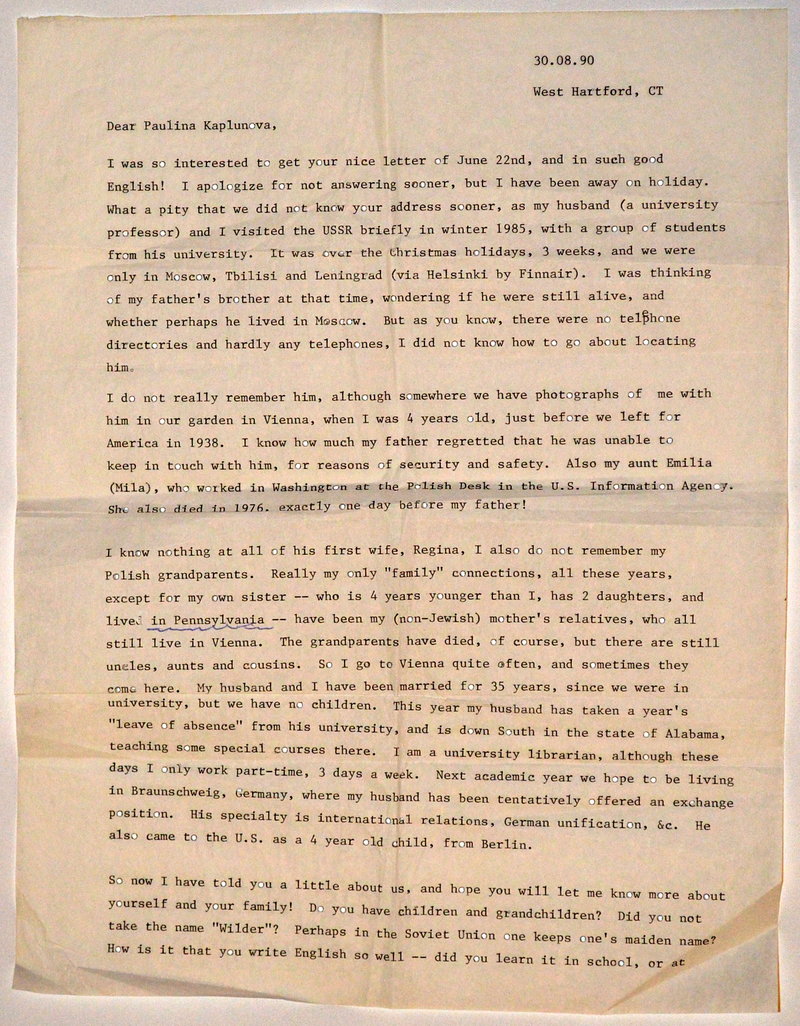 30.08.90
West Hartford, CT
Dear Paulina Kaplunova,
I was so interested to get your nice letter of June 22nd, and in such good
English!  I apologize for not answering sooner, but I have been away on holiday.
What a pity that we did not know your address sooner, as my husband (a university
professor) and I visited the USSR briefly in winter 1985, with a group of students
from his university.  It was over the Christmas holidays, 3 weeks, and we were
only in Moscow, Tbilisi and Leningrad (via Helsinki by Finnair).  I was thinking
of my father's brother at that time, wondering if he were still alive, and
whether perhaps he lived in Moscow.  But as you know, there were no telphone
directories and hardly any telephones, I did not know how to go about locating
him.
I do not really remember him, although somewhere we have photographs of  me with
him in our garden in Vienna, when I was 4 years old, just before we left for
America in 1938.  I know how much my father regretted that he was unable to
keep in touch with him, for reasons of security and safety.  Also my aunt Emilia
(Mila), who worked in Washington at the Polish Desk in the U.S. Information Agency.
She also died in 1976. exactly one day before my father!
I know nothing at all of his first wife, Regina, I also do not remember my
Polish grandparents.  Really my only "family" connections, all these years,
except for my own sister -- who is 4 years younger than I, has 2 daughters, and
lives in Pennsylvania -- have been my (non-Jewish) mother's relatives, who all
still live in Vienna.  The grandparents have died, of course, but there are still
uncles, aunts and cousins.  So I go to Vienna quite often, and sometimes they
come here.  My husband and I have been married for 35 years, since we were in
university, but we have no children.  This year my husband has taken a year's
"leave of absence" from his university, and is down South in the state of Alabama,
teaching some special courses there.  I am a university librarian, although these
days I only work part-time, 3 days a week.  Next academic year we hope to be living
in Braunschweig, Germany, where my husband has been tentatively offered an exchange
position.  His specialty is international relations, German unification, &c.  He
also came to the U.S. as a 4 year old child, from Berlin.
So now I have told you a little about us, and hope you will let me know more about
yourself and your family!  Do you have children and grandchildren?  Did you not
take the name "Wilder"?  Perhaps in the Soviet Union one keeps one's maiden name?
How is it that you write English so well -- did you learn it in school, or at